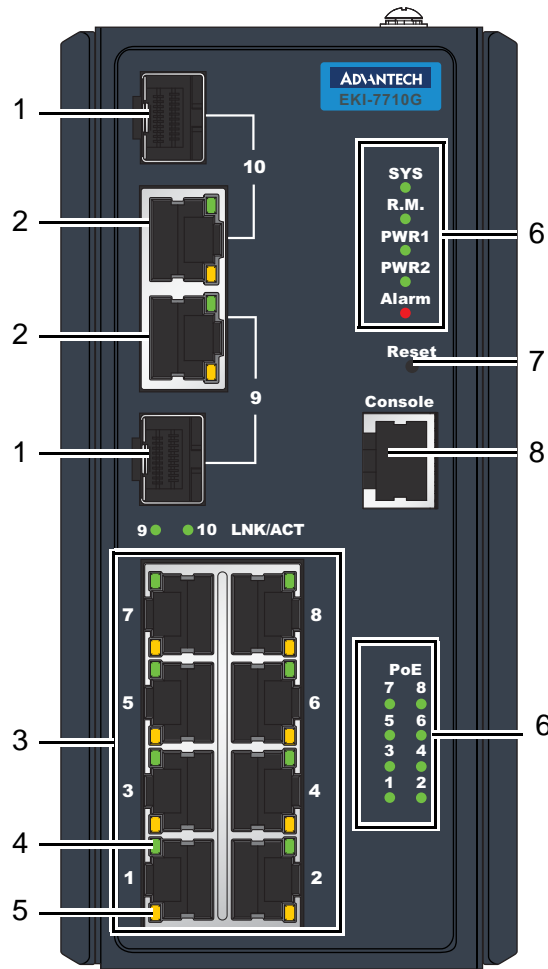 ADVANTECH
EKI-7710G
1
10
SYS
R.M.
PWR1
PWR2
Alarm
6
2
2
Reset
7
9
Console
1
8
9 10 LNK/ACT
7 8
5 6
3 4
1 2
3
4
5
PoE
7 8
5 6
3 4
1 2
6